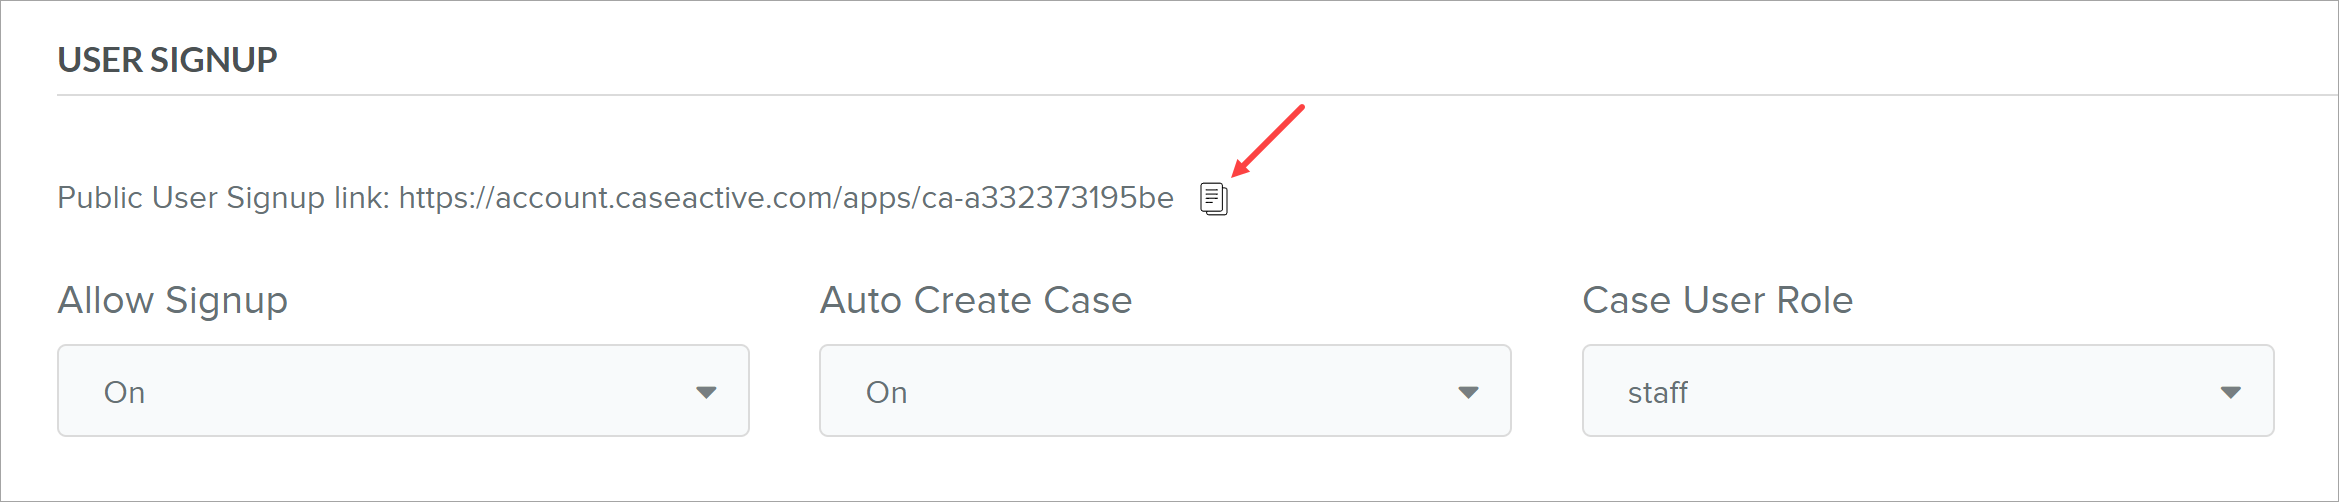 USER SIGNUP
Public User Signup link: https://account.caseactive.com/apps/ca-a332373195be
Allow Signup
Auto Create Case
Case User Role
On
On
staff